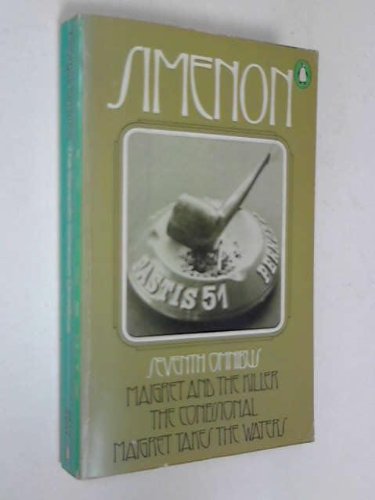 SIMENON
PASTIS 51
SEVENTH OMNIBUS
MAIGRET AND THE KILLER
THE CONFESSIONAL
MAIGRET TAKES THE WATERS